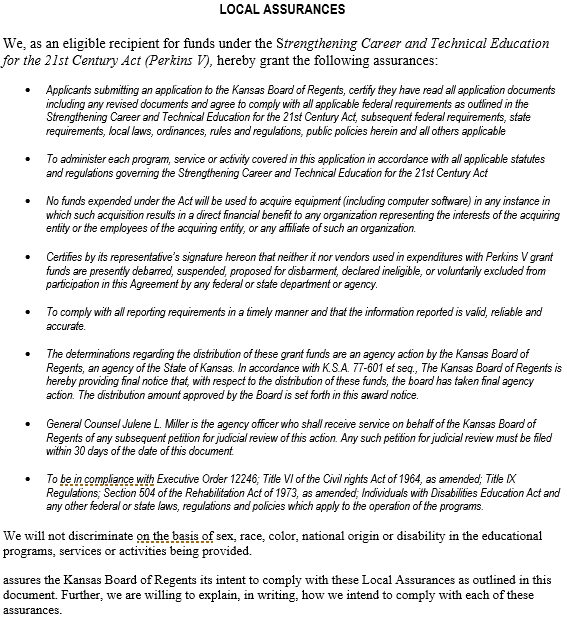 LOCAL ASSURANCES
We, as an eligible recipient for funds under the Strengthening Career and Technical Education
for the 21st Century Act (Perkins V), hereby grant the following assurances:
• Applicants submitting an application to the Kansas Board of Regents, certify they have read all application documents
including any revised documents and agree to comply with all applicable federal requirements as outlined in the
Strengthening Career and Technical Education for the 21st Century Act, subsequent federal requirements, state
requirements, local laws, ordinances, rules and regulations, public policies herein and all others applicable
• To administer each program, service or activity covered in this application in accordance with all applicable statutes
and regulations governing the Strengthening Career and Technical Education for the 21st Century Act
• No funds expended under the Act will be used to acquire equipment (including computer software) in any instance in
which such acquisition results in a direct financial benefit to any organization representing the interests of the acquiring
entity or the employees of the acquiring entity, or any affiliate of such an organization.
• Certifies by its representative's signature hereon that neither it nor vendors used in expenditures with Perkins V grant
funds are presently debarred, suspended, proposed for disbarment, declared ineligible, or voluntarily excluded from
participation in this Agreement by any federal or state department or agency.
• To comply with all reporting requirements in a timely manner and that the information reported is valid, reliable and
accurate.
• The determinations regarding the distribution of these grant funds are an agency action by the Kansas Board of
Regents, an agency of the State of Kansas. In accordance with K.S.A. 77-601 et seq., The Kansas Board of Regents is
hereby providing final notice that, with respect to the distribution of these funds, the board has taken final agency
action. The distribution amount approved by the Board is set forth in this award notice.
• General Counsel Julene L. Miller is the agency officer who shall receive service on behalf of the Kansas Board of
Regents of any subsequent petition for judicial review of this action. Any such petition for judicial review must be filed
within 30 days of the date of this document.
• To be in compliance with Executive Order 12246; Title VI of the Civil rights Act of 1964, as amended; Title IX
Regulations; Section 504 of the Rehabilitation Act of 1973, as amended; Individuals with Disabilities Education Act and
any other federal or state laws, regulations and policies which apply to the operation of the programs.
We will not discriminate on the basis of sex, race, color, national origin or disability in the educational
programs, services or activities being provided.
assures the Kansas Board of Regents its intent to comply with these Local Assurances as outlined in this
document. Further, we are willing to explain, in writing, how we intend to comply with each of these
assurances.